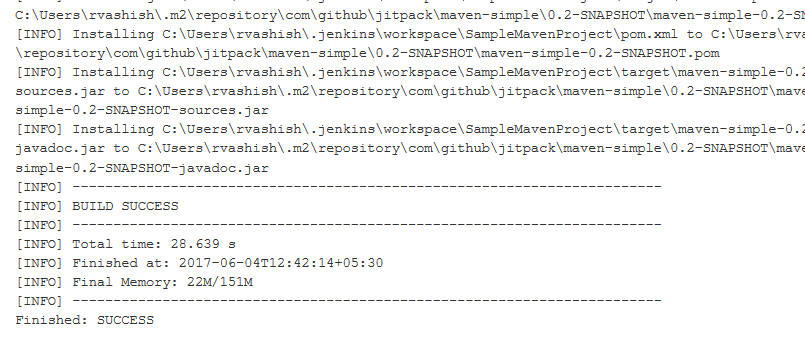 C:\Users\rvashish\.m2\repository\com\github\jitpack\maven-simple\0.2-SNAPSHOT\maven-simple-0.2-SN
[INFO] Installing C:\Users\rvashish\.jenkins\workspace\SampleMavenProject\pom.xml to C:\Users\rva
\repository\com\github\jitpack\maven-simple\0.2-SNAPSHOT\maven-simple-0.2-SNAPSHOT.pom
[INFO] Installing C:\Users\rvashish\.jenkins\workspace\SampleMavenProject\target\maven-simple-0.2
sources.jar to C:\Users\rvashish\.m2\repository\com\github\jitpack\maven-simple\0.2-SNAPSHOT\mave
simple-0.2-SNAPSHOT-sources.jar
[INFO] Installing C:\Users\rvashish\.jenkins\workspace\SampleMavenProject\target\maven-simple-0.2
javadoc.jar to C:\Users\rvashish\.m2\repository\com\github\jitpack\maven-simple\0.2-SNAPSHOT\mave
simple-0.2-SNAPSHOT-javadoc.jar
[INFO] ------------------------------------------------------------------------
[INFO] BUILD SUCCESS
[INFO] ------------------------------------------------------------------------
[INFO] Total time: 28.639 s
[INFO] Finished at: 2017-06-04T12:42:14+05:30
[INFO] Final Memory: 22M/151M
[INFO] ------------------------------------------------------------------------
Finished: SUCCESS